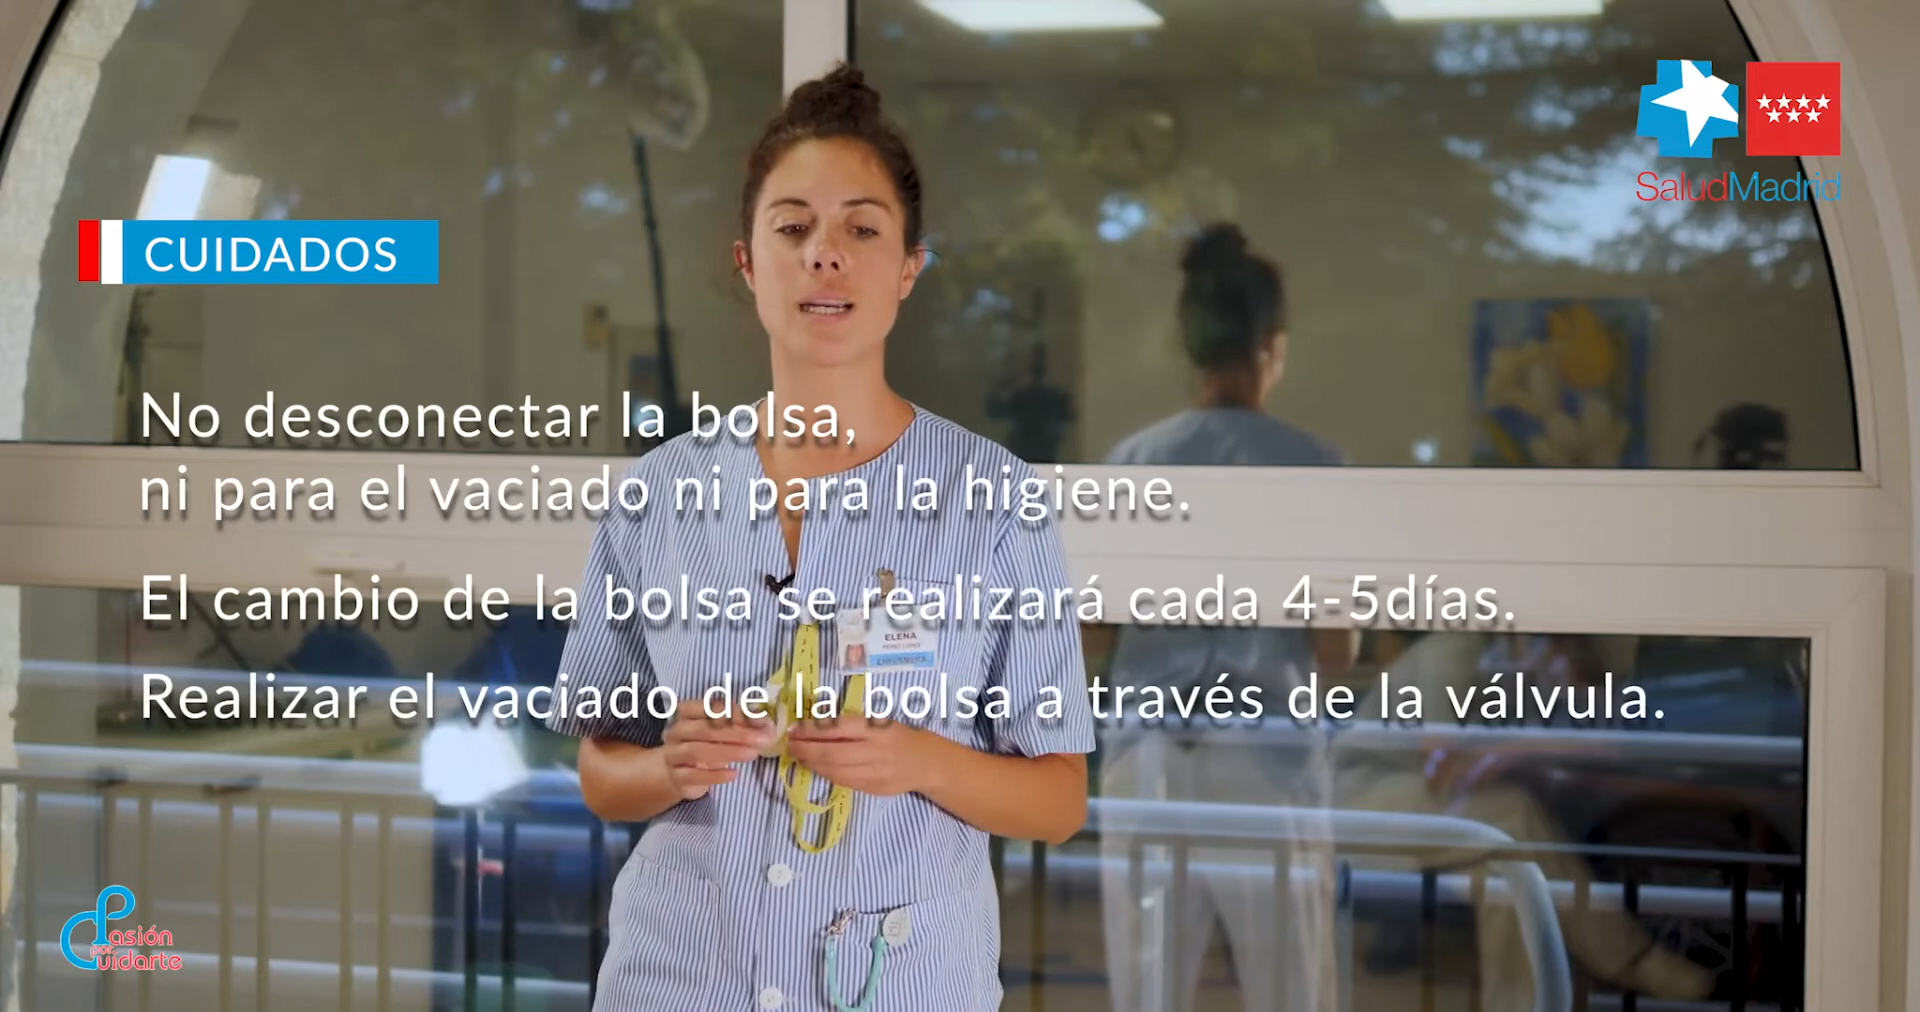 SaludMadrid
CUIDADOS
No desconectar la bolsa,
ni para el vaciado ni para la higiene.
El cambio de la bolsa se realizará cada 4-5días.
ELENA
ENFERMERA
Realizar el vaciado de la bolsa a través de la válvula.
Pasión
por
Cuidarte